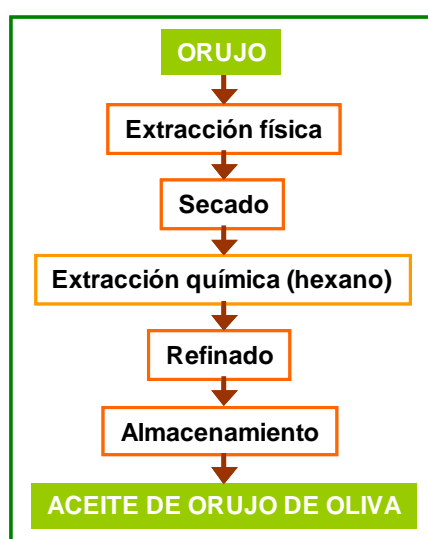 ORUJO
Extracción física
Secado
Extracción química (hexano)
Refinado
Almacenamiento
ACEITE DE ORUJO DE OLIVA